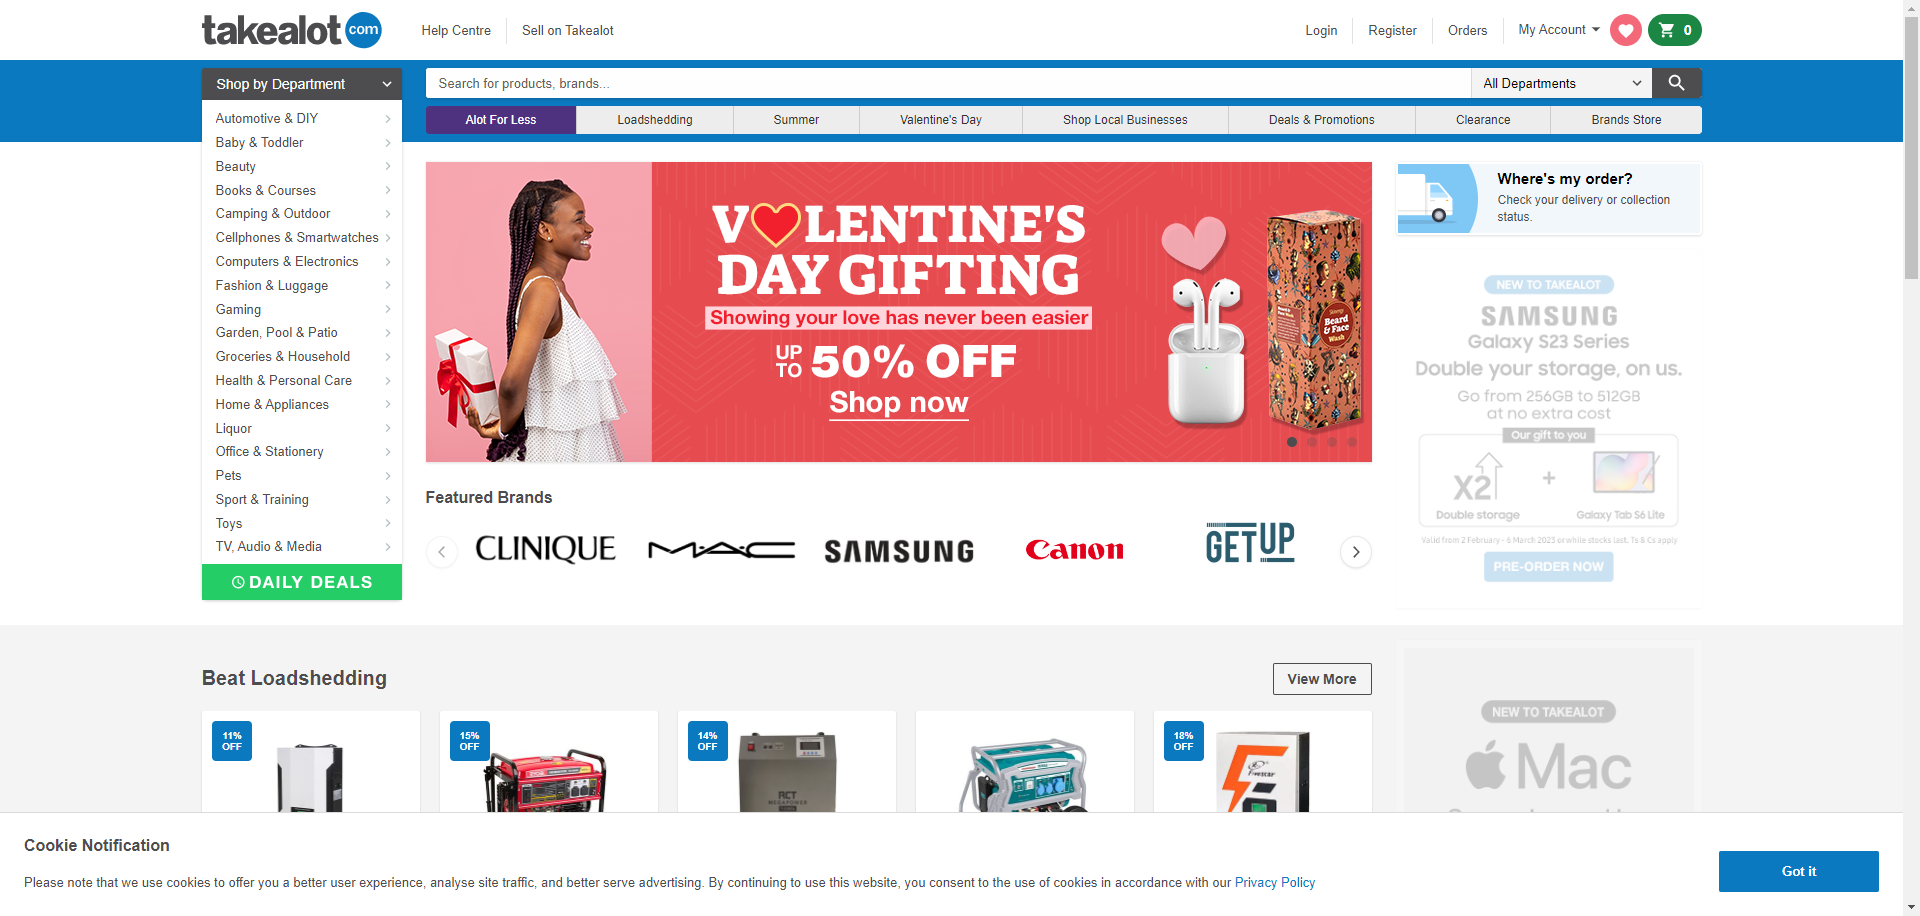 takealot com
Help Centre
Sell on Takealot
Login
Register
Orders
My Account
0
Shop by Department
Search for products, brands...
All Departments
Alot For Less
Loadshedding
Summer
Valentine's Day
Shop Local Businesses
Deals & Promotions
Clearance
Brands Store
Automotive & DIY
Baby & Toddler
Beauty
Books & Courses
Camping & Outdoor
Cellphones & Smartwatches
Computers & Electronics
Fashion & Luggage
Gaming
Garden, Pool & Patio
Groceries & Household
Health & Personal Care
Home & Appliances
Liquor
Office & Stationery
Pets
Sport & Training
Toys
TV, Audio & Media
DAILY DEALS
V LENTINE'S
DAY GIFTING
Showing your love has never been easier
UP TO 50% OFF
Shop now
Beard
& Face
Wash
Where's my order?
Check your delivery or collection
status.
NEW TO TAKEALOT
SAMSUNG
Galaxy S23 Series
Double your storage, on us.
Go from 256GB to 512GB
at no extra cost
Our gift to you
X2
+
Double storage
Galaxy Tab S6 Lite
Valid from 2 February - 6 March 2023 or while stocks last. Ts & Cs apply
PRE-ORDER NOW
Featured Brands
CLINIQUE
MAC
SAMSUNG
Canon
GETUP
Beat Loadshedding
View More
11%
OFF
15%
OFF
14%
OFF
RCT
MEGAPOWER
18%
OFF
Fivestar
NEW TO TAKEALOT
Mac
Cookie Notification
Please note that we use cookies to offer you a better user experience, analyse site traffic, and better serve advertising. By continuing to use this website, you consent to the use of cookies in accordance with our Privacy Policy
Got it